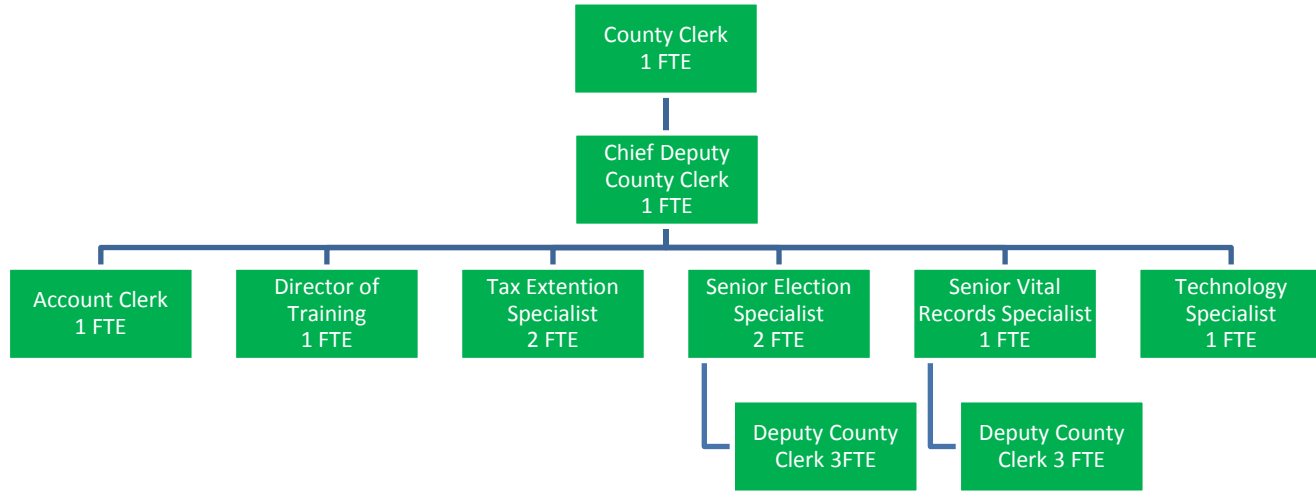 County Clerk
1 FTE
Chief Deputy
County Clerk
1 FTE
Account Clerk
1 FTE
Director of
Training
1 FTE
Tax Extention
Specialist
2 FTE
Senior Election
Specialist
2 FTE
Senior Vital
Records Specialist
1 FTE
Technology
Specialist
1 FTE
Deputy County
Clerk 3FTE
Deputy County
Clerk 3 FTE